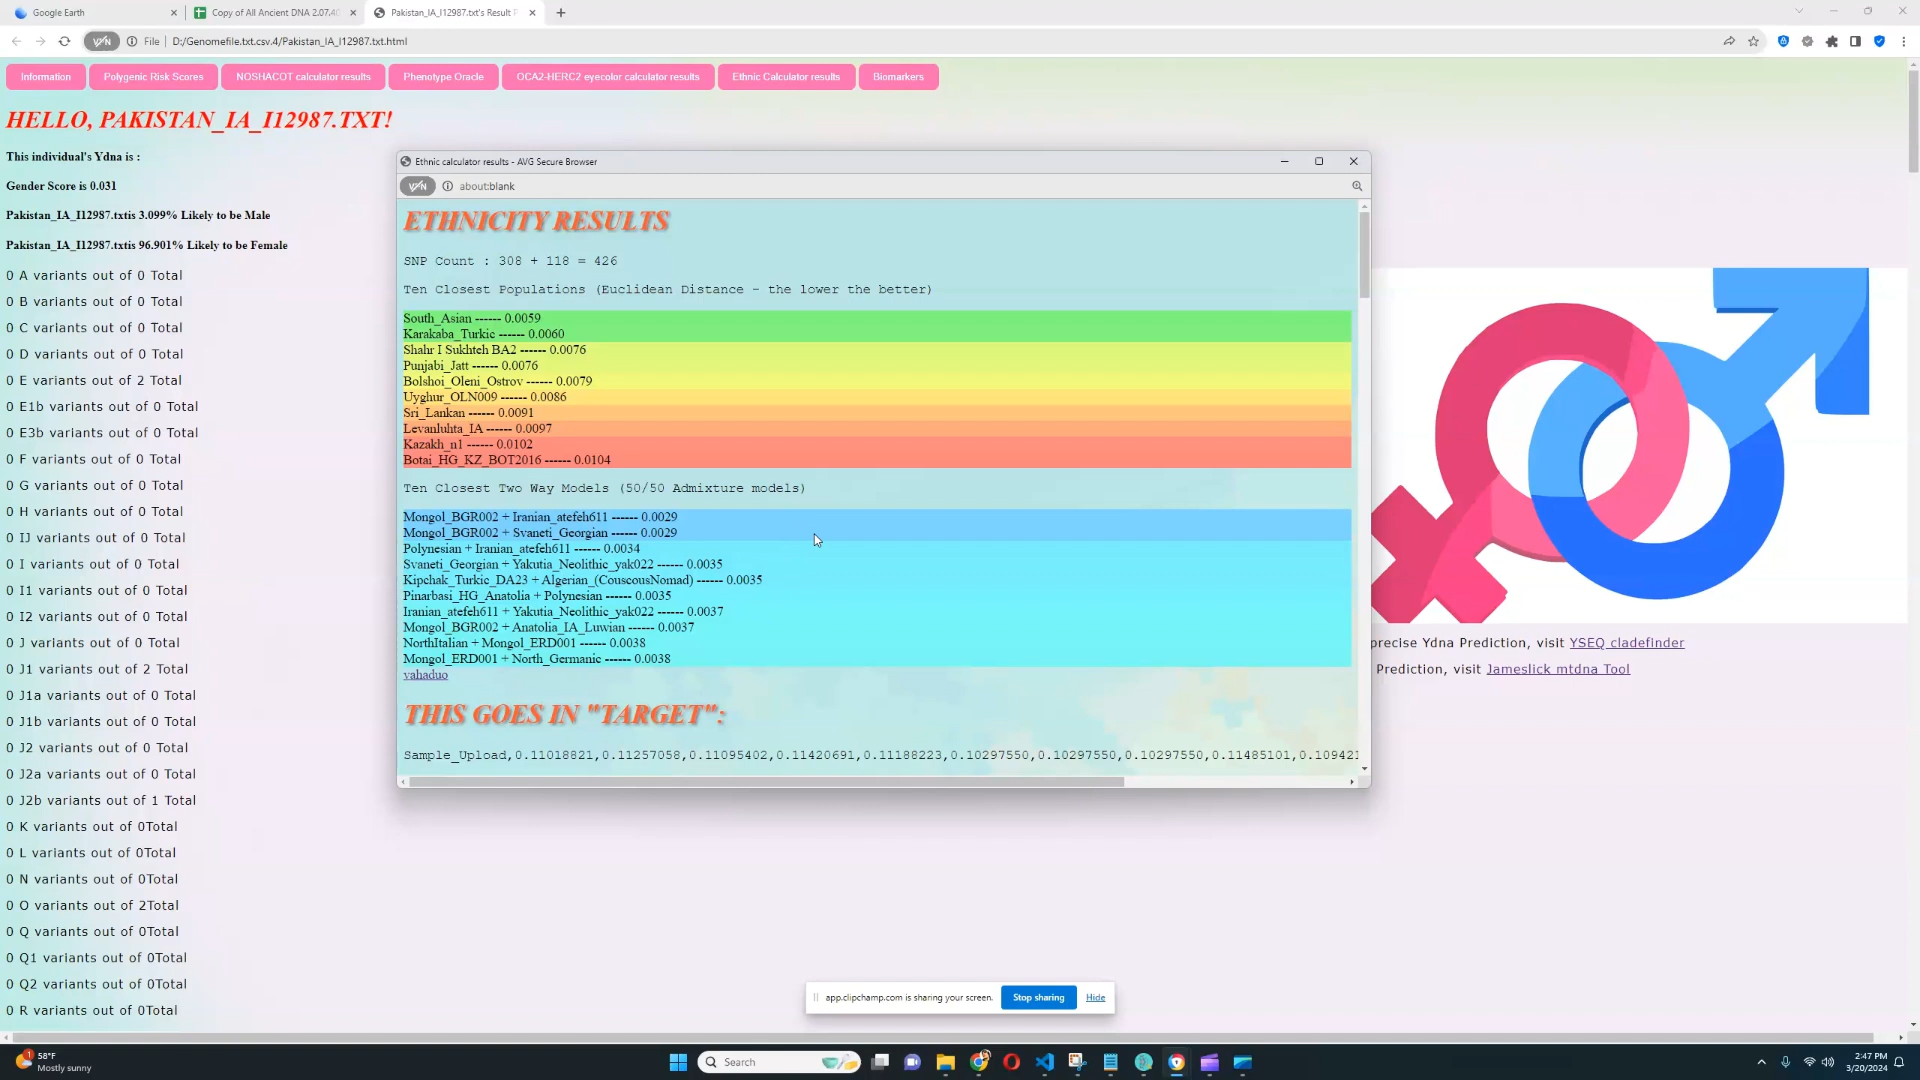 Google Earth
Copy of All Ancient DNA 2.07.40
Pakistan_IA_I12987.txt's Result P
File
D:/Genomefile.txt.csv.4/Pakistan_IA_I12987.txt.html
Information
Polygenic Risk Scores
NOSHACOT calculator results
Phenotype Oracle
OCA2-HERC2 eyecolor calculator results
Ethnic Calculator results
Biomarkers
HELLO, PAKISTAN_IA_I12987.TXT!
This individual's Ydna is :
Gender Score is 0.031
Pakistan_IA_I12987.txtis 3.099% Likely to be Male
Pakistan_IA_I12987.txtis 96.901% Likely to be Female
0 A variants out of 0 Total
0 B variants out of 0 Total
0 C variants out of 0 Total
0 D variants out of 0 Total
0 E variants out of 2 Total
0 E1b variants out of 0 Total
0 E3b variants out of 0 Total
0 F variants out of 0 Total
0 G variants out of 0 Total
0 H variants out of 0 Total
0 IJ variants out of 0 Total
0 I variants out of 0 Total
0 I1 variants out of 0 Total
0 I2 variants out of 0 Total
0 J variants out of 0 Total
0 J1 variants out of 2 Total
0 J1a variants out of 0 Total
0 J1b variants out of 0 Total
0 J2 variants out of 0 Total
0 J2a variants out of 0 Total
0 J2b variants out of 1 Total
0 K variants out of 0Total
0 L variants out of 0Total
0 N variants out of 0Total
0 O variants out of 2Total
0 Q variants out of 0Total
0 Q1 variants out of 0Total
0 Q2 variants out of 0Total
0 R variants out of 0Total
Ethnic calculator results - AVG Secure Browser
VPN
about:blank
ETHNICITY RESULTS
SNP Count : 308 + 118 = 426
Ten Closest Populations (Euclidean Distance - the lower the better)
South_Asian ------ 0.0059
Karakaba_Turkic ------ 0.0060
Shahr I Sukhteh BA2 ------ 0.0076
Punjabi_Jatt ------ 0.0076
Bolshoi_Oleni_Ostrov ------ 0.0079
Uyghur_OLN009 ------ 0.0086
Sri_Lankan ------ 0.0091
Levanluhta_IA ------ 0.0097
Kazakh_n1 ------ 0.0102
Botai_HG_KZ_BOT2016 ------ 0.0104
Ten Closest Two Way Models (50/50 Admixture models)
Mongol_BGR002 + Iranian_atefeh611 ------ 0.0029
Mongol_BGR002 + Svaneti_Georgian ------ 0.0029
Polynesian + Iranian_atefeh611 ------ 0.0034
Svaneti_Georgian + Yakutia_Neolithic_yak022 ------ 0.0035
Kipchak_Turkic_DA23 + Algerian_(CouscousNomad) ------ 0.0035
Pinarbasi_HG_Anatolia + Polynesian ------ 0.0035
Iranian_atefeh611 + Yakutia_Neolithic_yak022 ------ 0.0037
Mongol_BGR002 + Anatolia_IA_Luwian ------ 0.0037
NorthItalian + Mongol_ERD001 ------ 0.0038
Mongol_ERD001 + North_Germanic ------ 0.0038
vahaduo
THIS GOES IN "TARGET":
Sample_Upload,0.11018821,0.11257058,0.11095402,0.11420691,0.11188223,0.10297550,0.10297550,0.10297550,0.11485101,0.109421
precise Ydna Prediction, visit YSEQ cladefinder
Prediction, visit Jameslick mtdna Tool
app.clipchamp.com is sharing your screen.
Stop sharing
Hide
1
58°F
Mostly sunny
Search
2:47 PM
3/20/2024